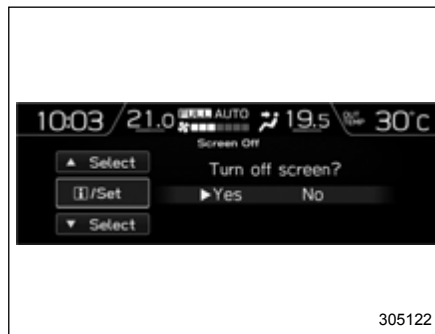 10:03 21.0 FULL AUTO 19.5 OUT TEMP 30°C
Screen Off
▲ Select
Turn off screen?
i/Set
▶Yes No
▼ Select
305122